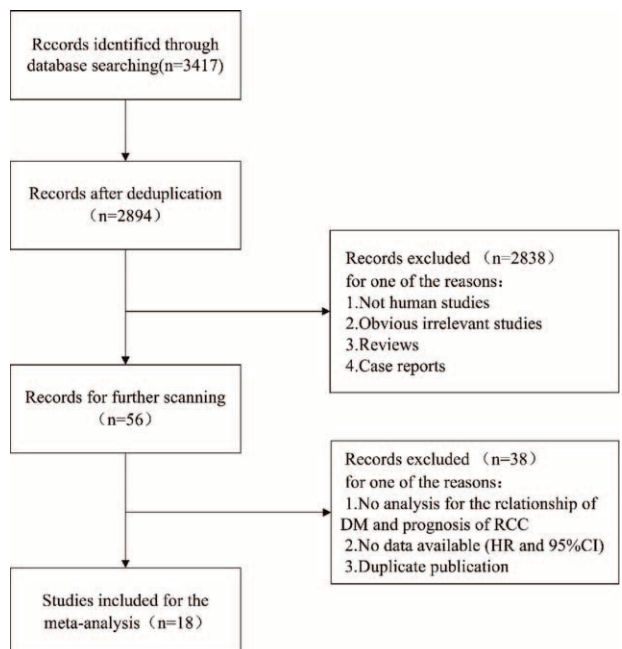 Records identified through
database searching(n=3417)
Records after deduplication
（n=2894）
Records excluded （n=2838）
for one of the reasons：
1.Not human studies
2.Obvious irrelevant studies
3.Reviews
4.Case reports
Records for further scanning
（n=56）
Records excluded （n=38）
for one of the reasons：
1.No analysis for the relationship of
DM and prognosis of RCC
2.No data available (HR and 95%CI)
3.Duplicate publication
Studies included for the
meta-analysis（n=18）